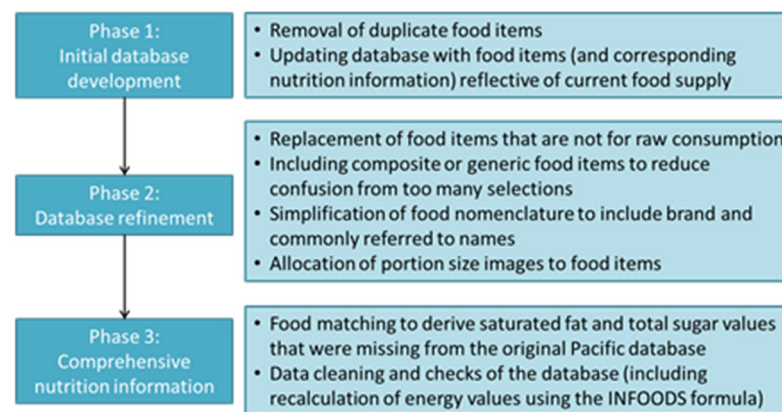 Phase 1:
Initial database
development
• Removal of duplicate food items
• Updating database with food items (and corresponding
nutrition information) reflective of current food supply
Phase 2:
Database refinement
• Replacement of food items that are not for raw consumption
• Including composite or generic food items to reduce
confusion from too many selections
• Simplification of food nomenclature to include brand and
commonly referred to names
• Allocation of portion size images to food items
Phase 3:
Comprehensive
nutrition information
• Food matching to derive saturated fat and total sugar values
that were missing from the original Pacific database
• Data cleaning and checks of the database (including
recalculation of energy values using the INFOODS formula)